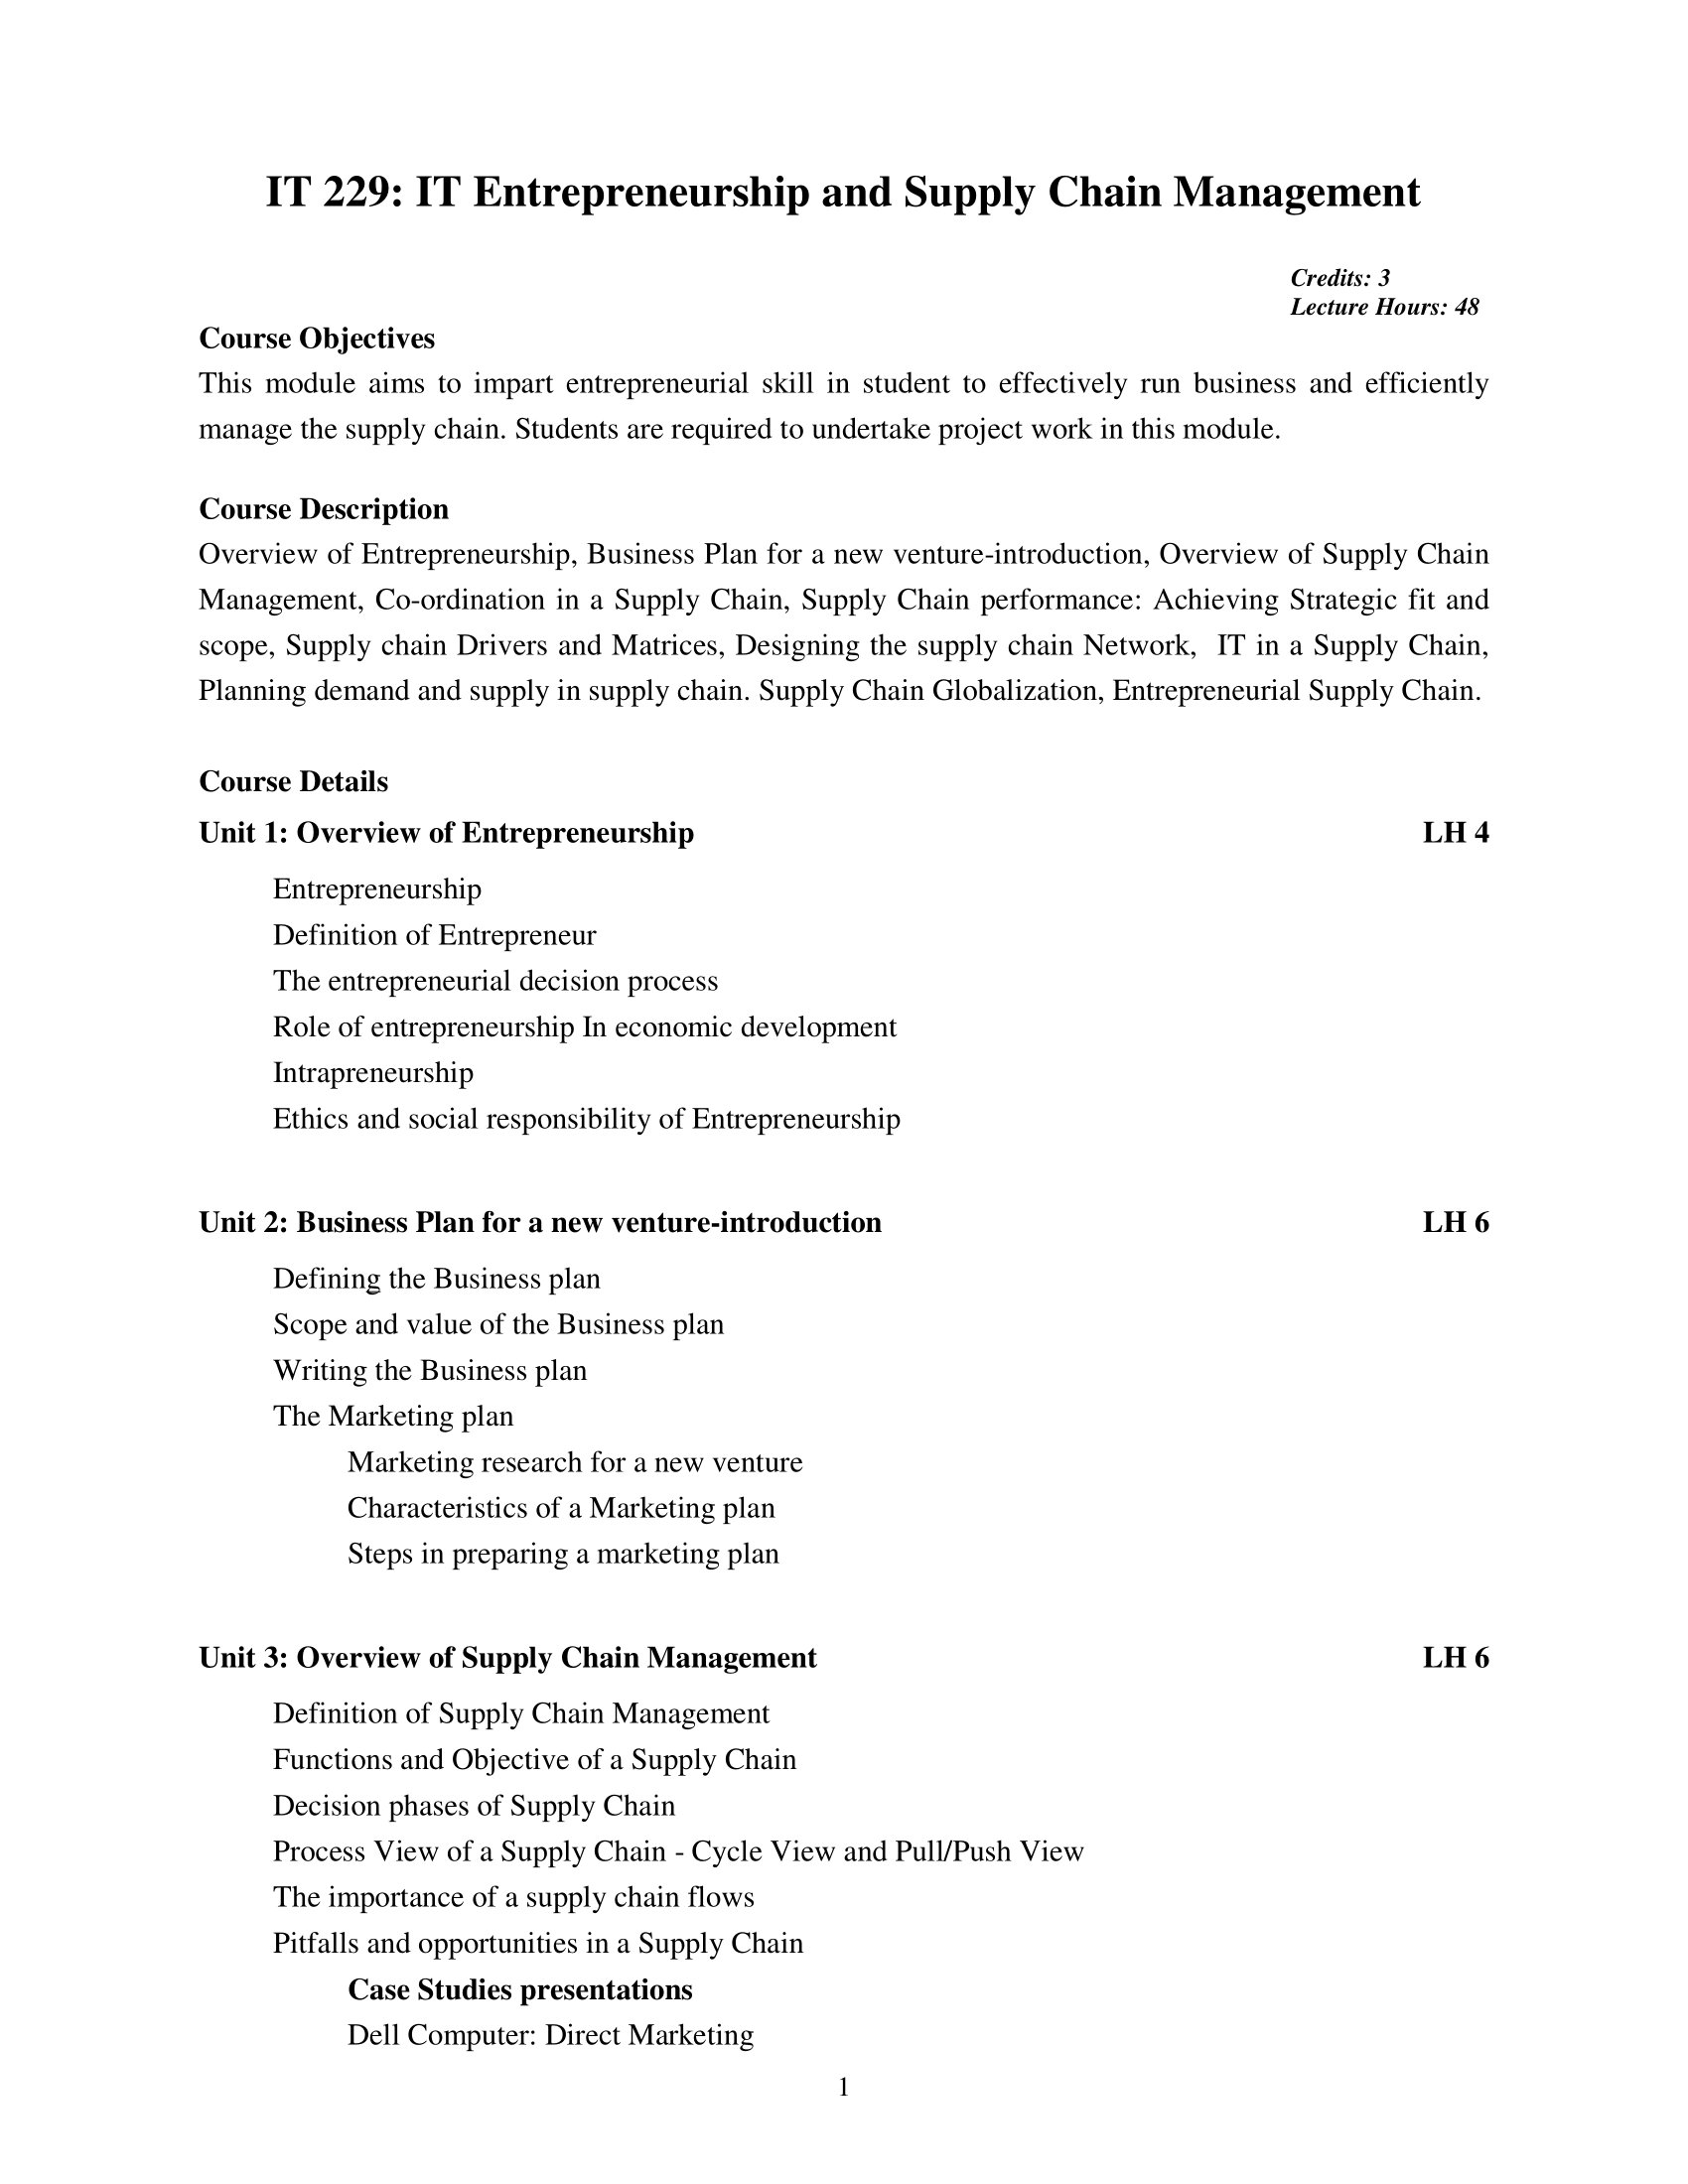 IT 229: IT Entrepreneurship and Supply Chain Management
Credits: 3
Lecture Hours: 48
Course Objectives
This module aims to impart entrepreneurial skill in student to effectively run business and efficiently
manage the supply chain. Students are required to undertake project work in this module.
Course Description
Overview of Entrepreneurship, Business Plan for a new venture-introduction, Overview of Supply Chain
Management, Co-ordination in a Supply Chain, Supply Chain performance: Achieving Strategic fit and
scope, Supply chain Drivers and Matrices, Designing the supply chain Network,  IT in a Supply Chain,
Planning demand and supply in supply chain. Supply Chain Globalization, Entrepreneurial Supply Chain.
Course Details
Unit 1: Overview of Entrepreneurship LH 4
Entrepreneurship
Definition of Entrepreneur
The entrepreneurial decision process
Role of entrepreneurship In economic development
Intrapreneurship
Ethics and social responsibility of Entrepreneurship
Unit 2: Business Plan for a new venture-introduction LH 6
Defining the Business plan
Scope and value of the Business plan
Writing the Business plan
The Marketing plan
Marketing research for a new venture
Characteristics of a Marketing plan
Steps in preparing a marketing plan
Unit 3: Overview of Supply Chain Management LH 6
Definition of Supply Chain Management
Functions and Objective of a Supply Chain
Decision phases of Supply Chain
Process View of a Supply Chain - Cycle View and Pull/Push View
The importance of a supply chain flows
Pitfalls and opportunities in a Supply Chain
Case Studies presentations
Dell Computer: Direct Marketing
1